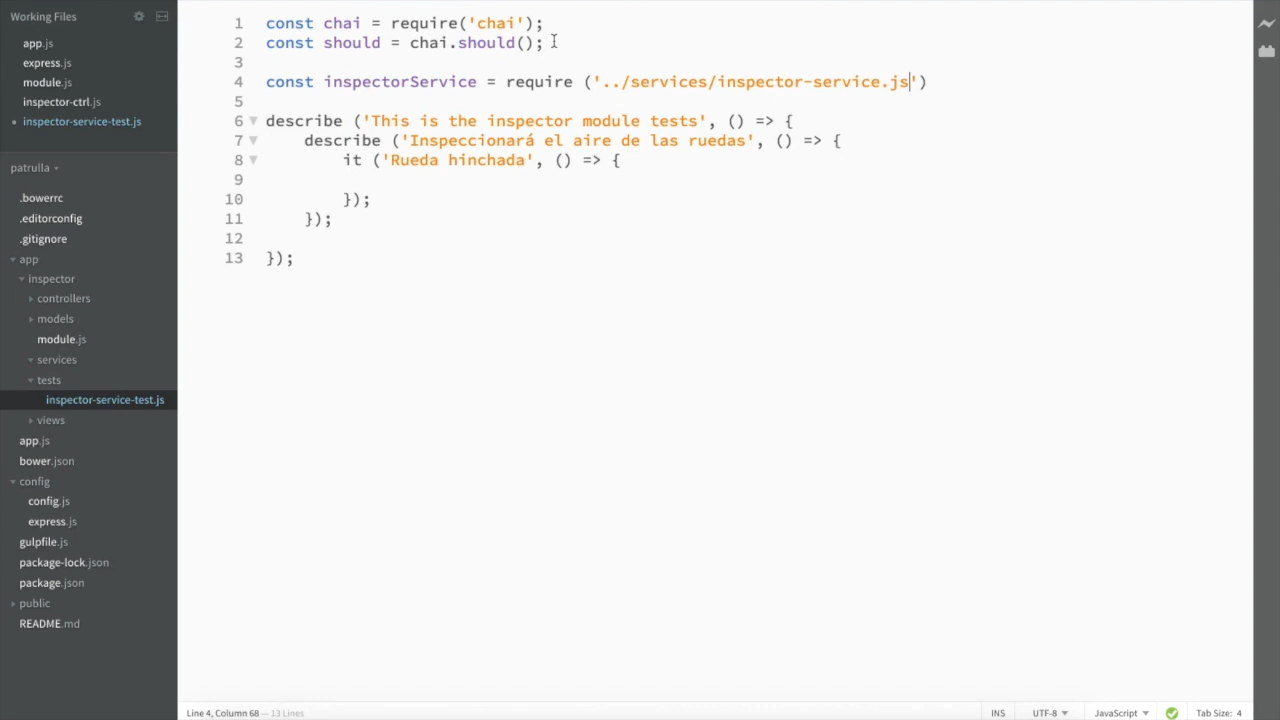 Working Files
app.js
express.js
module.js
inspector-ctrl.js
inspector-service-test.js
patrulla
.bowerrc
.editorconfig
.gitignore
app
inspector
controllers
models
module.js
services
tests
inspector-service-test.js
views
app.js
bower.json
config
config.js
express.js
gulpfile.js
package-lock.json
package.json
public
README.md
1 const chai = require('chai');
2 const should = chai.should();
3
4 const inspectorService = require ('../services/inspector-service.js')
5
6 describe ('This is the inspector module tests', () => {
7 describe ('Inspeccionará el aire de las ruedas', () => {
8 it ('Rueda hinchada', () => {
9
10 });
11 });
12
13 });
Line 4, Column 68 — 13 Lines
INS UTF-8 JavaScript Tab Size: 4